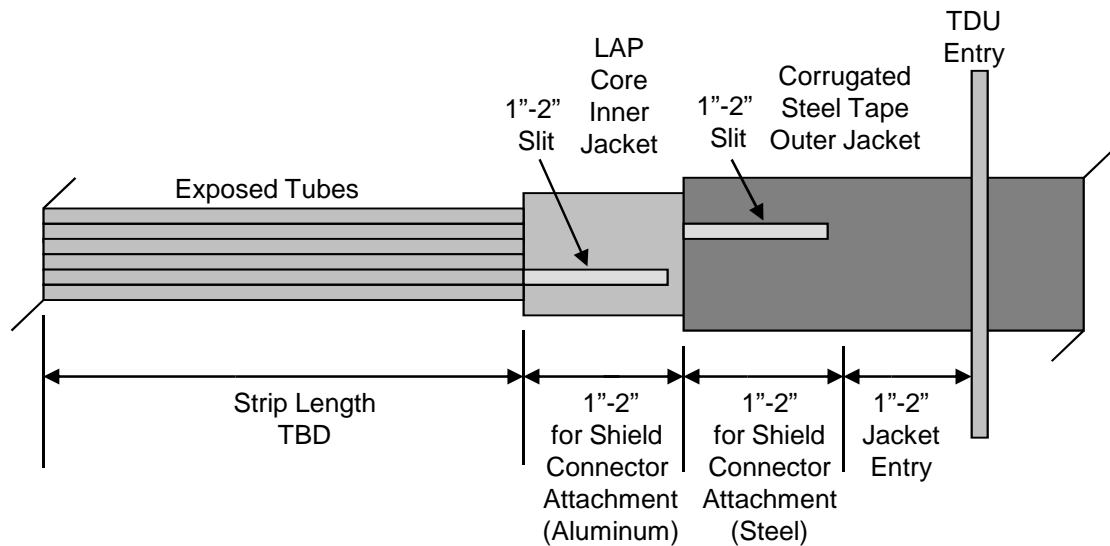 TDU
Entry
LAP
Core
Inner
Jacket
Corrugated
Steel Tape
Outer Jacket
1”-2”
Slit
1”-2”
Slit
Exposed Tubes
Strip Length
TBD
1”-2”
for Shield
Connector
Attachment
(Aluminum)
1”-2”
for Shield
Connector
Attachment
(Steel)
1”-2”
Jacket
Entry